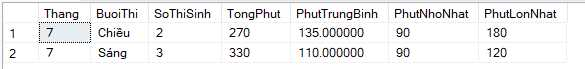 Thang BuoiThi SoThiSinh TongPhut PhutTrungBinh PhutNhoNhat PhutLonNhat
1 7 Chiều 2 270 135.000000 90 180
2 7 Sáng 3 330 110.000000 90 120